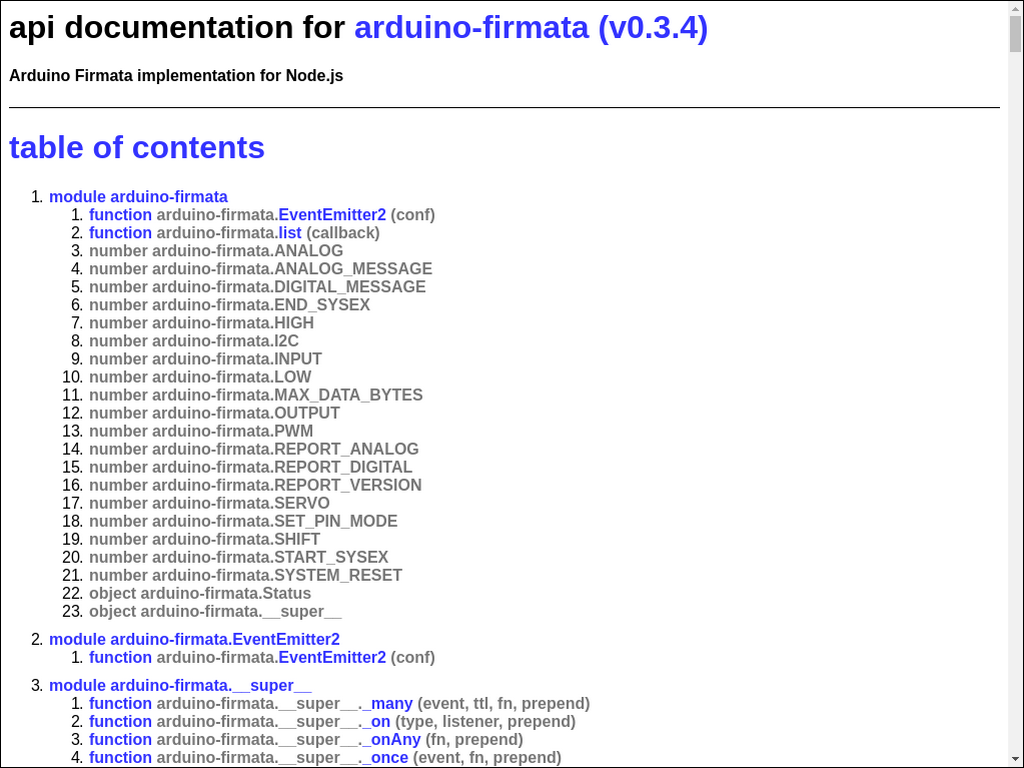 api documentation for arduino-firmata (v0.3.4)
Arduino Firmata implementation for Node.js
table of contents
1. module arduino-firmata
1. function arduino-firmata.EventEmitter2 (conf)
2. function arduino-firmata.list (callback)
3. number arduino-firmata.ANALOG
4. number arduino-firmata.ANALOG_MESSAGE
5. number arduino-firmata.DIGITAL_MESSAGE
6. number arduino-firmata.END_SYSEX
7. number arduino-firmata.HIGH
8. number arduino-firmata.I2C
9. number arduino-firmata.INPUT
10. number arduino-firmata.LOW
11. number arduino-firmata.MAX_DATA_BYTES
12. number arduino-firmata.OUTPUT
13. number arduino-firmata.PWM
14. number arduino-firmata.REPORT_ANALOG
15. number arduino-firmata.REPORT_DIGITAL
16. number arduino-firmata.REPORT_VERSION
17. number arduino-firmata.SERVO
18. number arduino-firmata.SET_PIN_MODE
19. number arduino-firmata.SHIFT
20. number arduino-firmata.START_SYSEX
21. number arduino-firmata.SYSTEM_RESET
22. object arduino-firmata.Status
23. object arduino-firmata.__super__
2. module arduino-firmata.EventEmitter2
1. function arduino-firmata.EventEmitter2 (conf)
3. module arduino-firmata.__super__
1. function arduino-firmata.__super__._many (event, ttl, fn, prepend)
2. function arduino-firmata.__super__._on (type, listener, prepend)
3. function arduino-firmata.__super__._onAny (fn, prepend)
4. function arduino-firmata.__super__._once (event, fn, prepend)